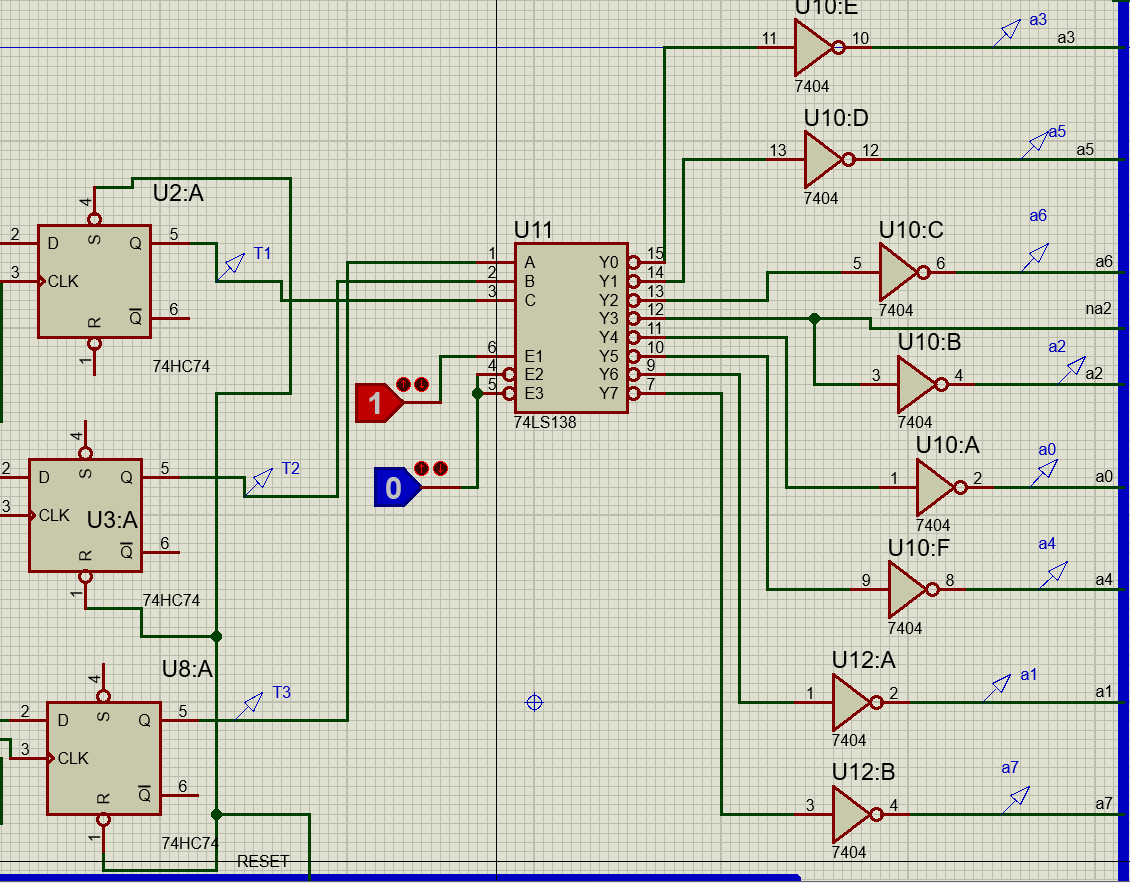 U10:E
a3
11
10
a3
7404
U10:D
a5
13
12
a5
7404
U2:A
4
2
D
S
Q
5
T1
3
CLK
R
Q
6
1
74HC74
U11
1
A
Y0
15
2
B
Y1
14
3
C
Y2
13
Y3
12
Y4
11
6
E1
Y5
10
4
E2
Y6
9
5
E3
Y7
7
74LS138
1
0
U10:C
a6
5
6
a6
7404
na2
U10:B
a2
3
4
a2
7404
U10:A
a0
1
2
a0
7404
4
2
D
S
Q
5
T2
3
CLK
U3:A
R
Q
6
1
74HC74
U10:F
a4
9
8
a4
7404
U8:A
4
2
D
S
Q
5
T3
3
CLK
R
Q
6
1
74HC74
RESET
U12:A
a1
1
2
a1
7404
U12:B
a7
3
4
a7
7404